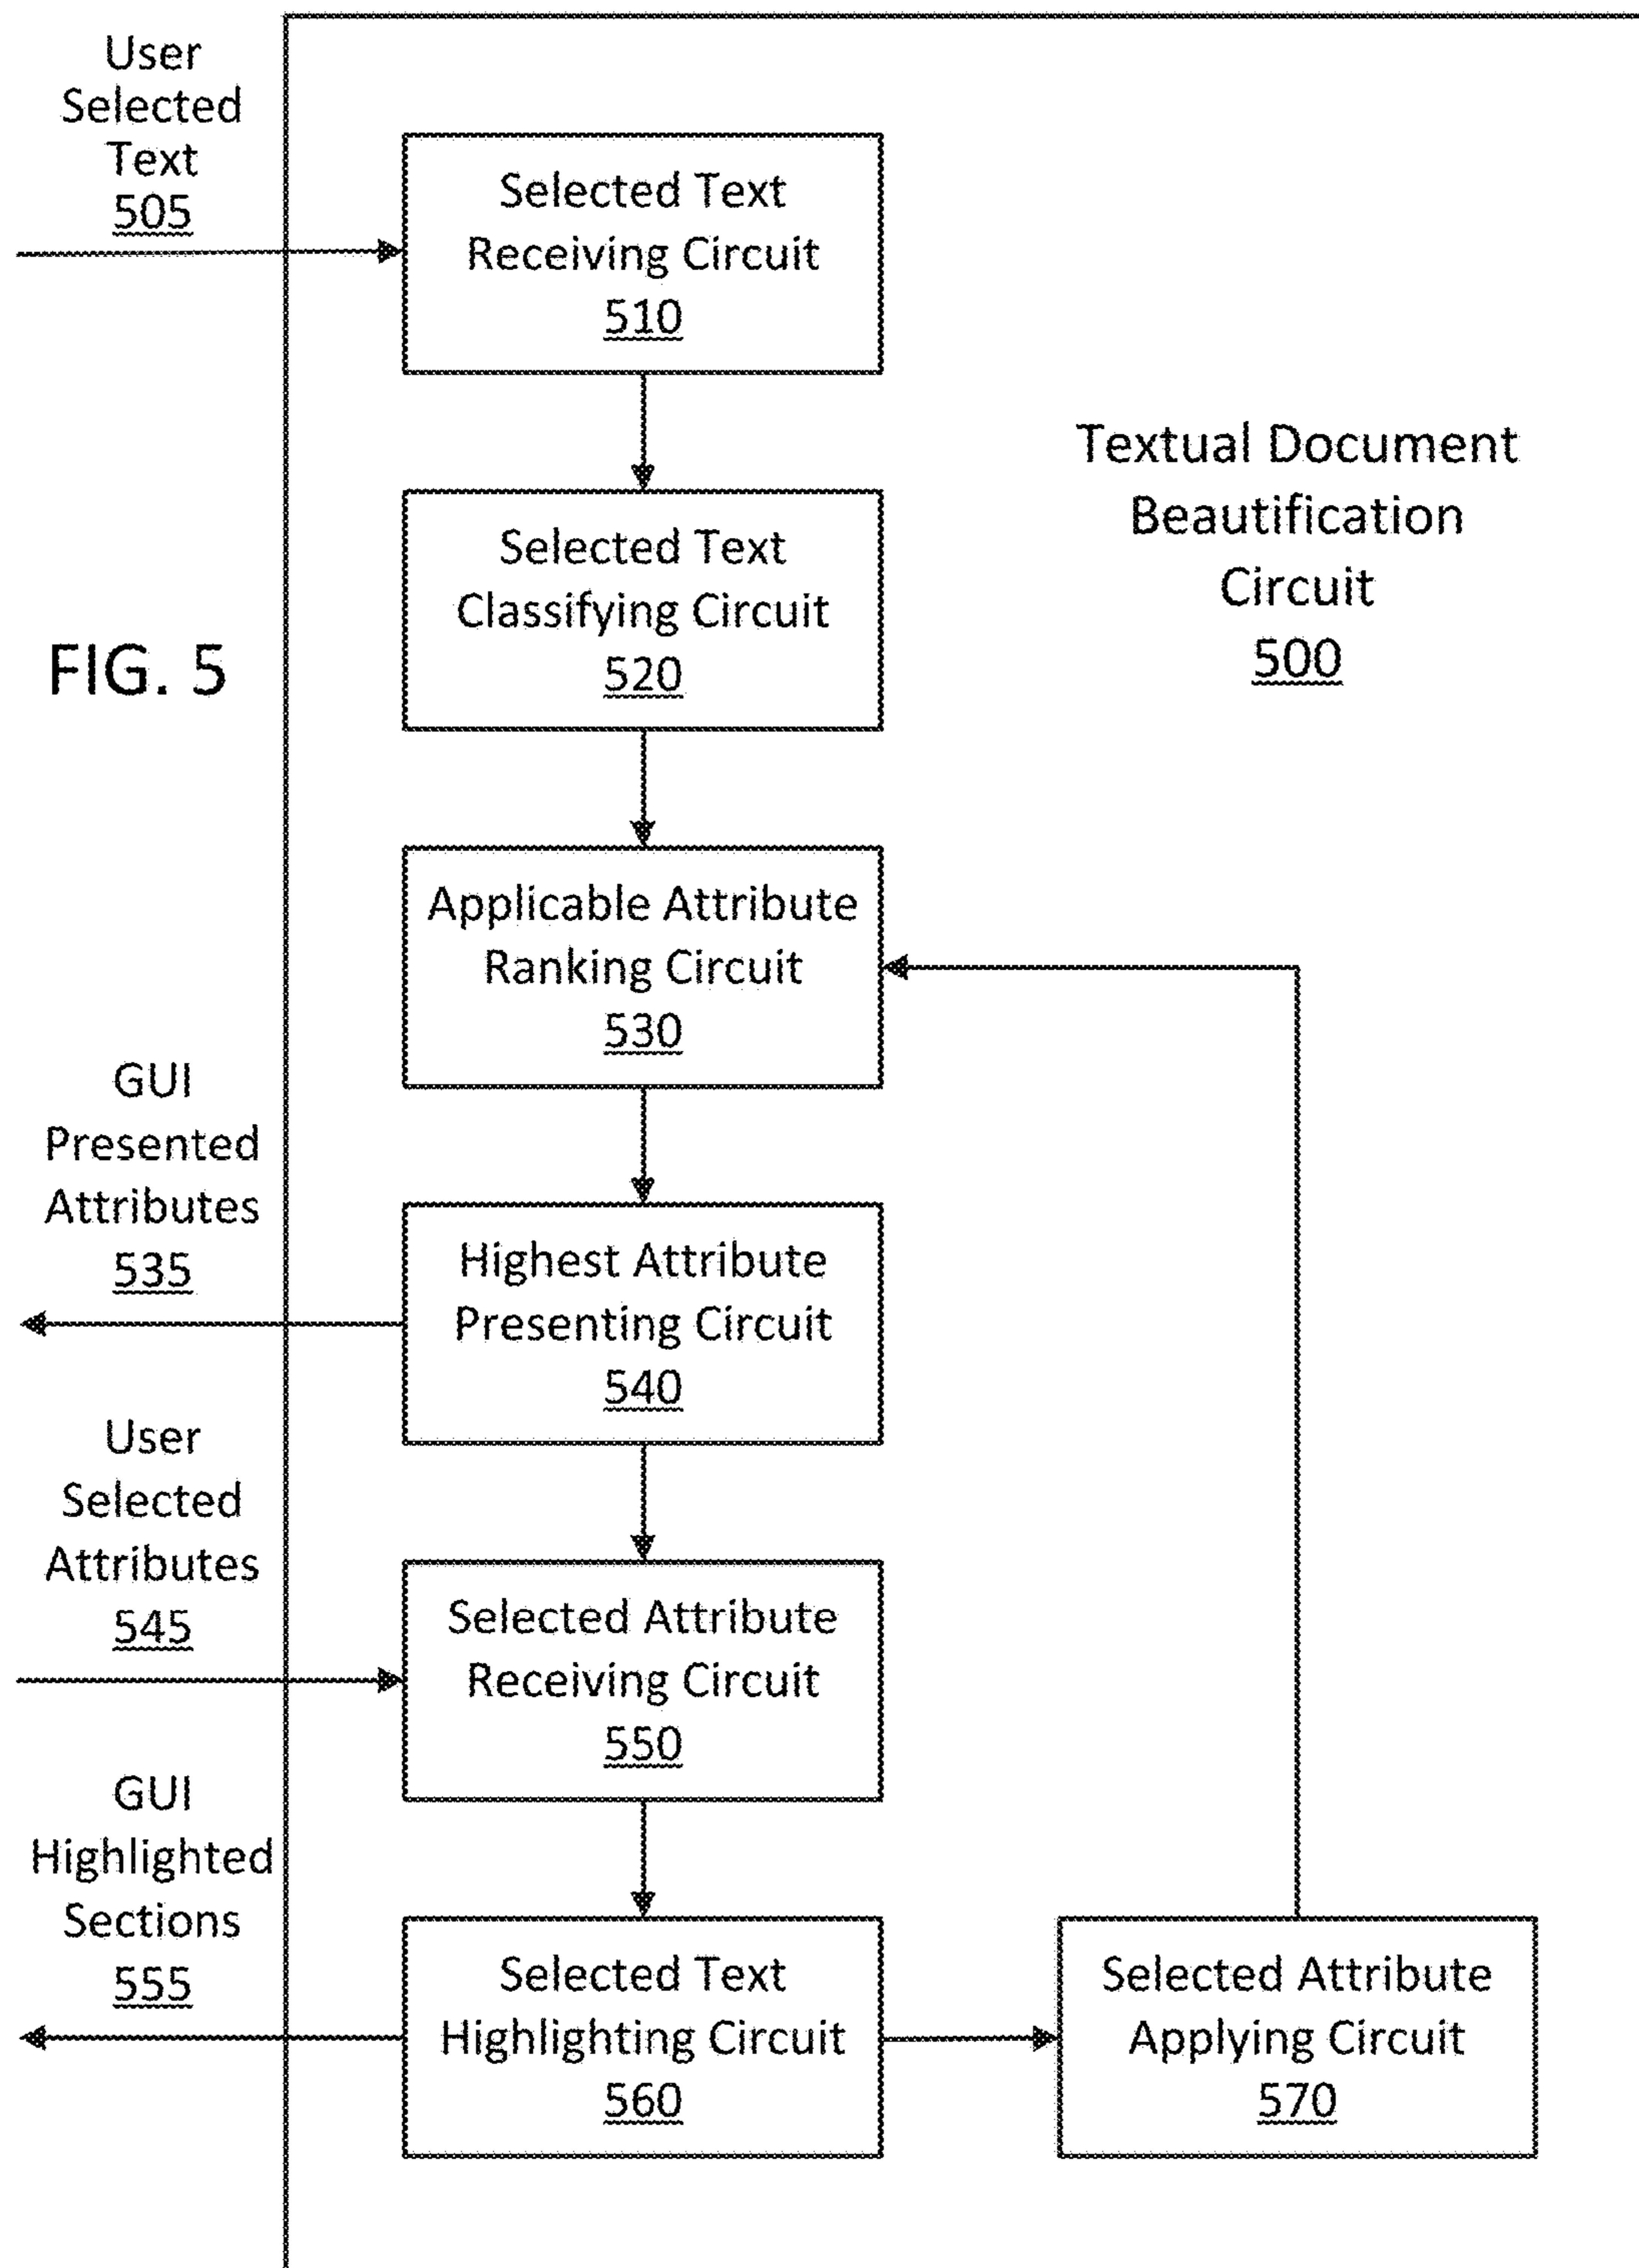 User
Selected
Text
505
Selected Text
Receiving Circuit
510
Textual Document
Beautification
Circuit
500
Selected Text
Classifying Circuit
520
FIG. 5
Applicable Attribute
Ranking Circuit
530
GUI
Presented
Attributes
535
Highest Attribute
Presenting Circuit
540
User
Selected
Attributes
545
Selected Attribute
Receiving Circuit
550
GUI
Highlighted
Sections
555
Selected Text
Highlighting Circuit
560
Selected Attribute
Applying Circuit
570